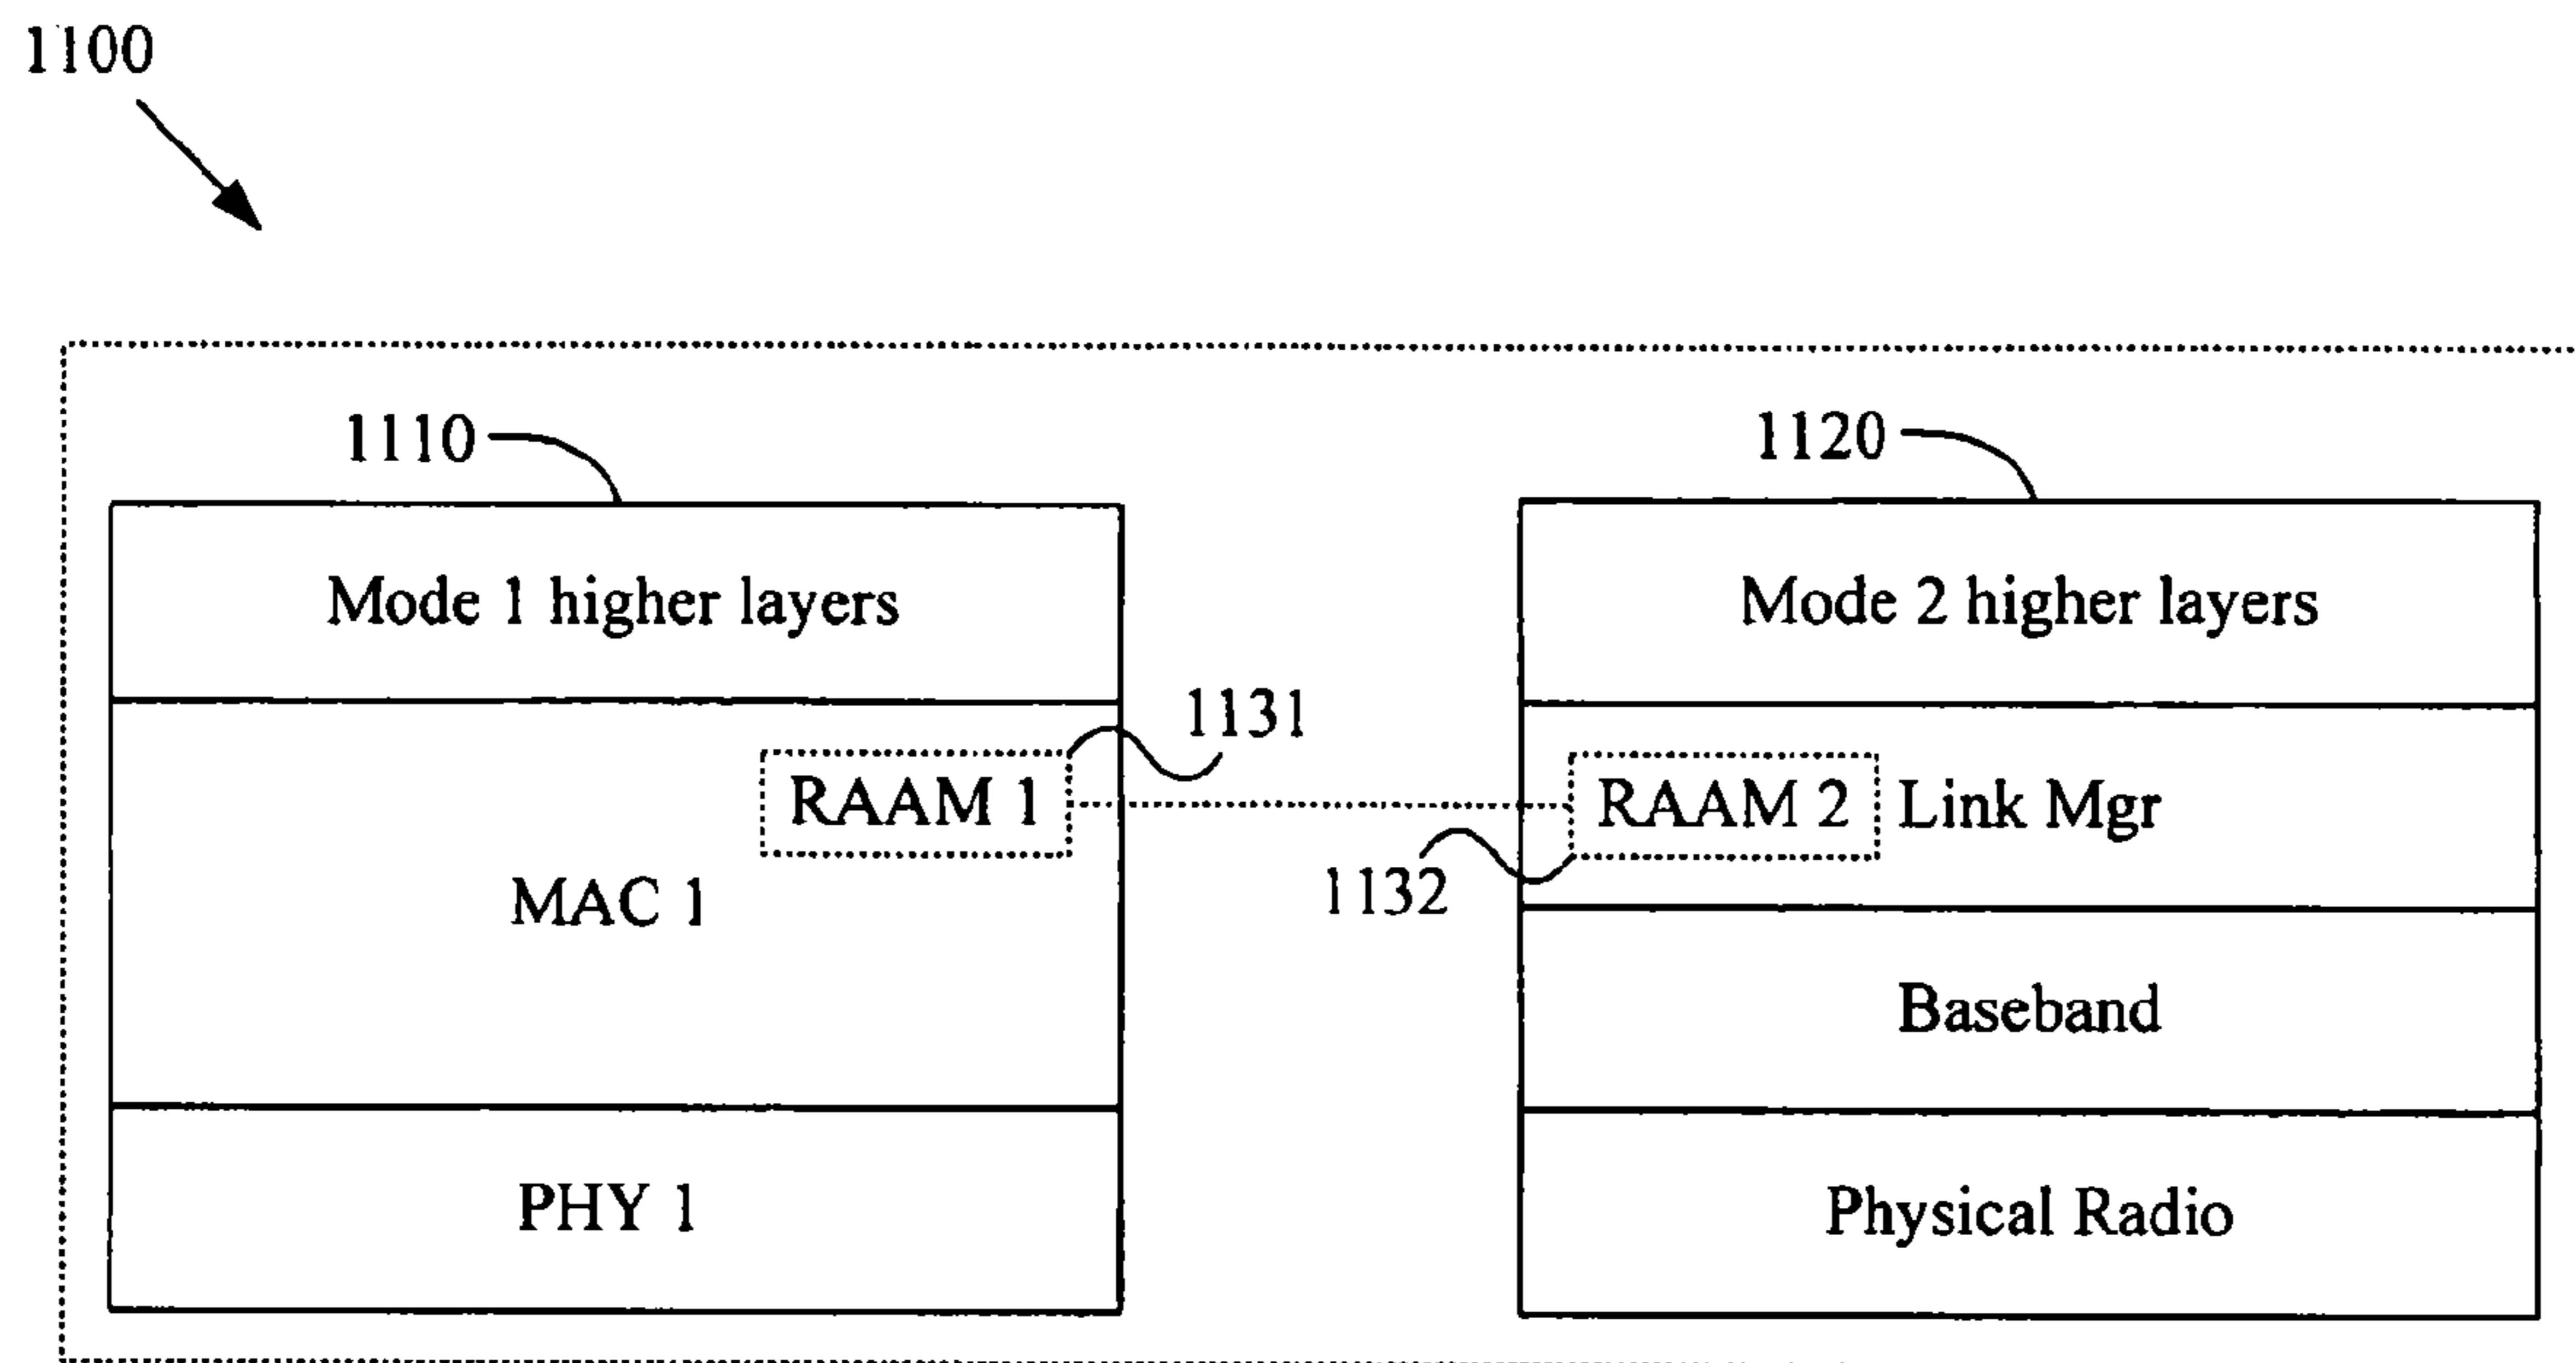 1100
1110
1120
Mode 1 higher layers
Mode 2 higher layers
1131
RAAM 1
RAAM 2 Link Mgr
MAC 1
1132
Baseband
PHY 1
Physical Radio